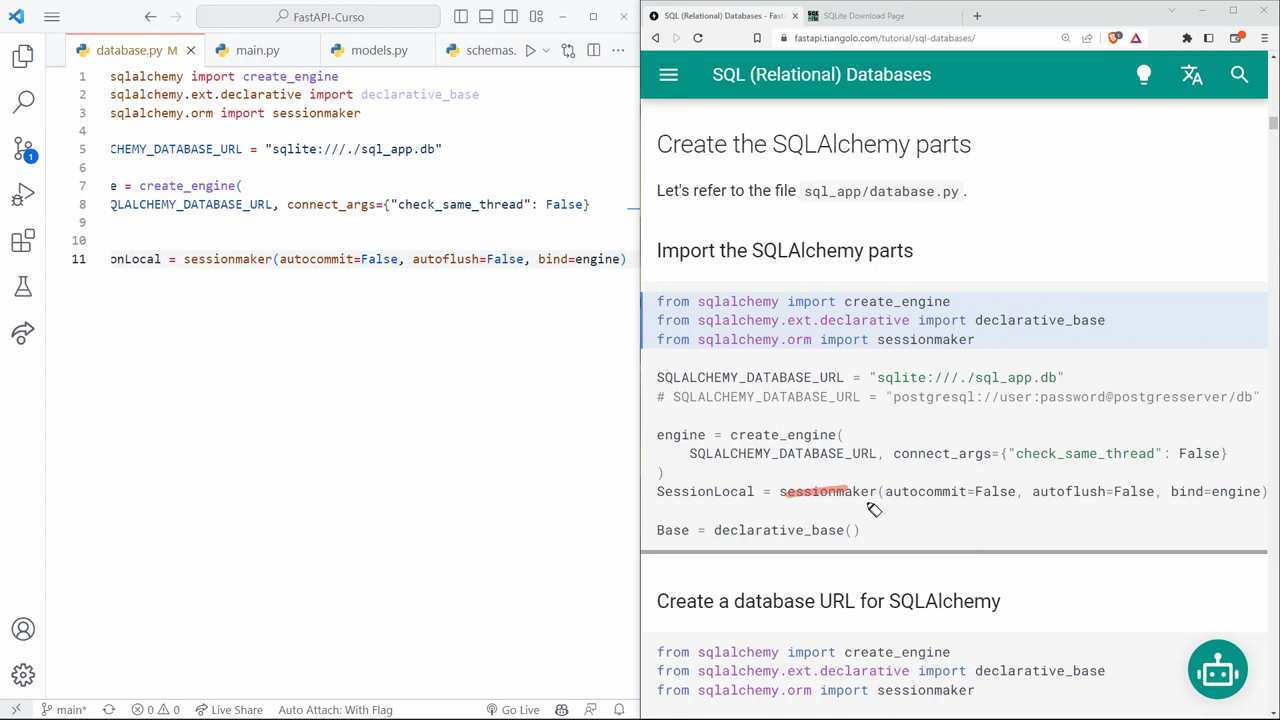 FastAPI-Curso
database.py M
main.py
models.py
schemas.
1 sqlalchemy import create_engine
2 sqlalchemy.ext.declarative import declarative_base
3 sqlalchemy.orm import sessionmaker
4
5 CHEMY_DATABASE_URL = "sqlite:///./sql_app.db"
6
7 e = create_engine(
8 QLALCHEMY_DATABASE_URL, connect_args={"check_same_thread": False}
9
10
11 onLocal = sessionmaker(autocommit=False, autoflush=False, bind=engine)
1
main*
0 0
Live Share
Auto Attach: With Flag
Go Live
SQL (Relational) Databases - Fast
SQLite Download Page
fastapi.tiangolo.com/tutorial/sql-databases/
SQL (Relational) Databases
Create the SQLAlchemy parts
Let's refer to the file sql_app/database.py.
Import the SQLAlchemy parts
from sqlalchemy import create_engine
from sqlalchemy.ext.declarative import declarative_base
from sqlalchemy.orm import sessionmaker
SQLALCHEMY_DATABASE_URL = "sqlite:///./sql_app.db"
# SQLALCHEMY_DATABASE_URL = "postgresql://user:password@postgresserver/db"
engine = create_engine(
SQLALCHEMY_DATABASE_URL, connect_args={"check_same_thread": False}
)
SessionLocal = sessionmaker(autocommit=False, autoflush=False, bind=engine)
Base = declarative_base()
Create a database URL for SQLAlchemy
from sqlalchemy import create_engine
from sqlalchemy.ext.declarative import declarative_base
from sqlalchemy.orm import sessionmaker